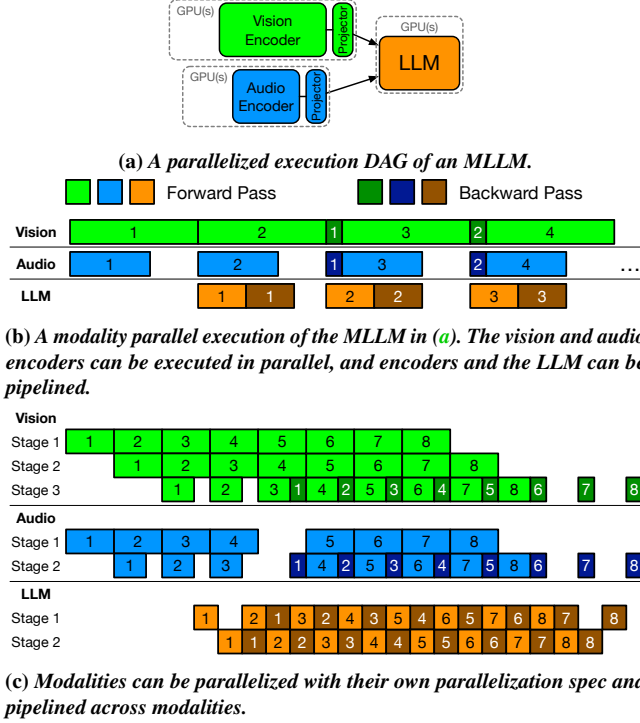 GPU(s)
Vision
Encoder
Projector
GPU(s)
LLM
GPU(s)
Audio
Encoder
Projector
(a) A parallelized execution DAG of an MLLM.
Forward Pass Backward Pass
Vision 1 2 1 3 2 4
Audio 1 2 1 3 2 4 ...
LLM 1 1 2 2 3 3
(b) A modality parallel execution of the MLLM in (a). The vision and audio
encoders can be executed in parallel, and encoders and the LLM can be
pipelined.
Vision
Stage 1 1 2 3 4 5 6 7 8
Stage 2 1 2 3 4 5 6 7 8
Stage 3 1 2 3 1 4 2 5 3 6 4 7 5 8 6 7 8
Audio
Stage 1 1 2 3 4 5 6 7 8
Stage 2 1 2 3 1 4 2 5 3 6 4 7 5 8 6 7 8
LLM
Stage 1 1 2 1 3 2 4 3 5 4 6 5 7 6 8 7 8
Stage 2 1 1 2 2 3 3 4 4 5 5 6 6 7 7 8 8
(c) Modalities can be parallelized with their own parallelization spec and
pipelined across modalities.